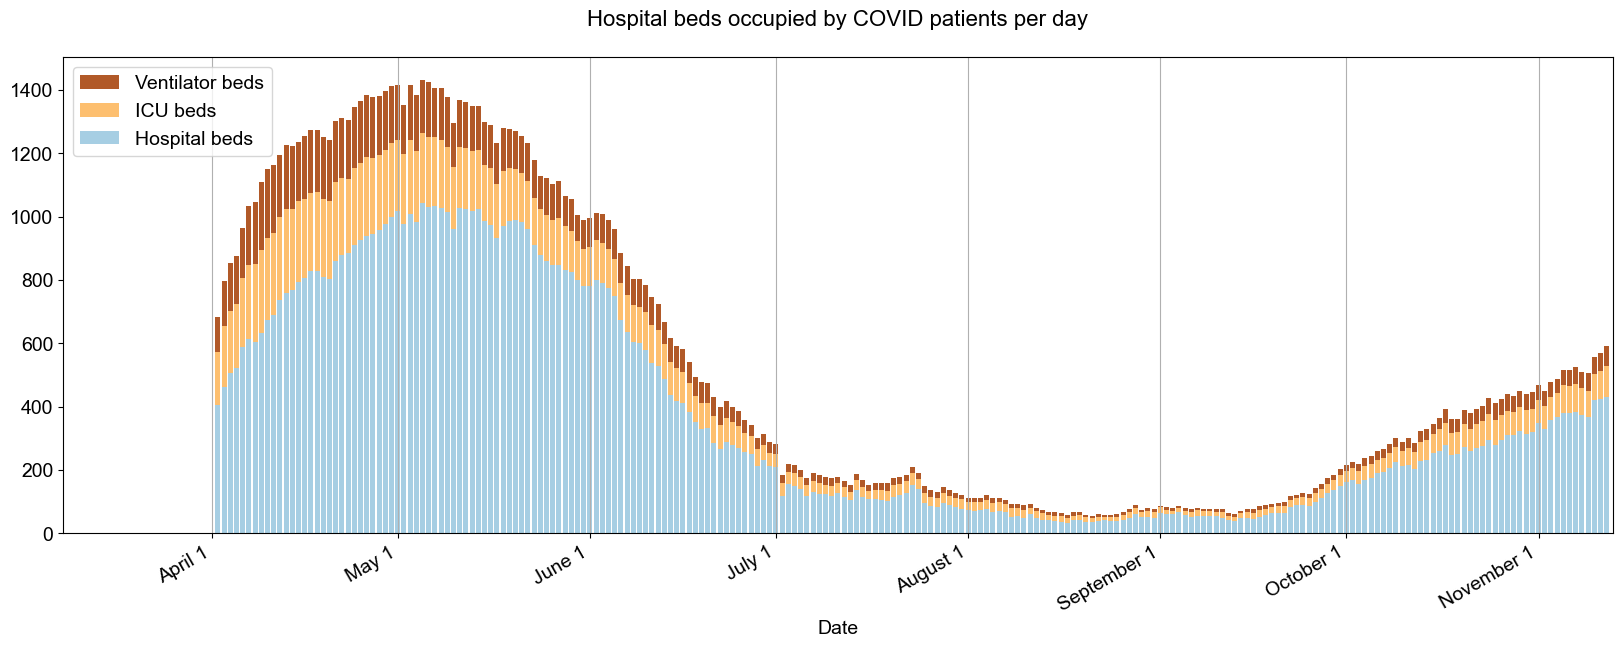 Hospital beds occupied by COVID patients per day
Ventilator beds
ICU beds
Hospital beds
1400
1200
1000
800
600
400
200
0
April 1
May 1
June 1
July 1
August 1
September 1
October 1
November 1
Date